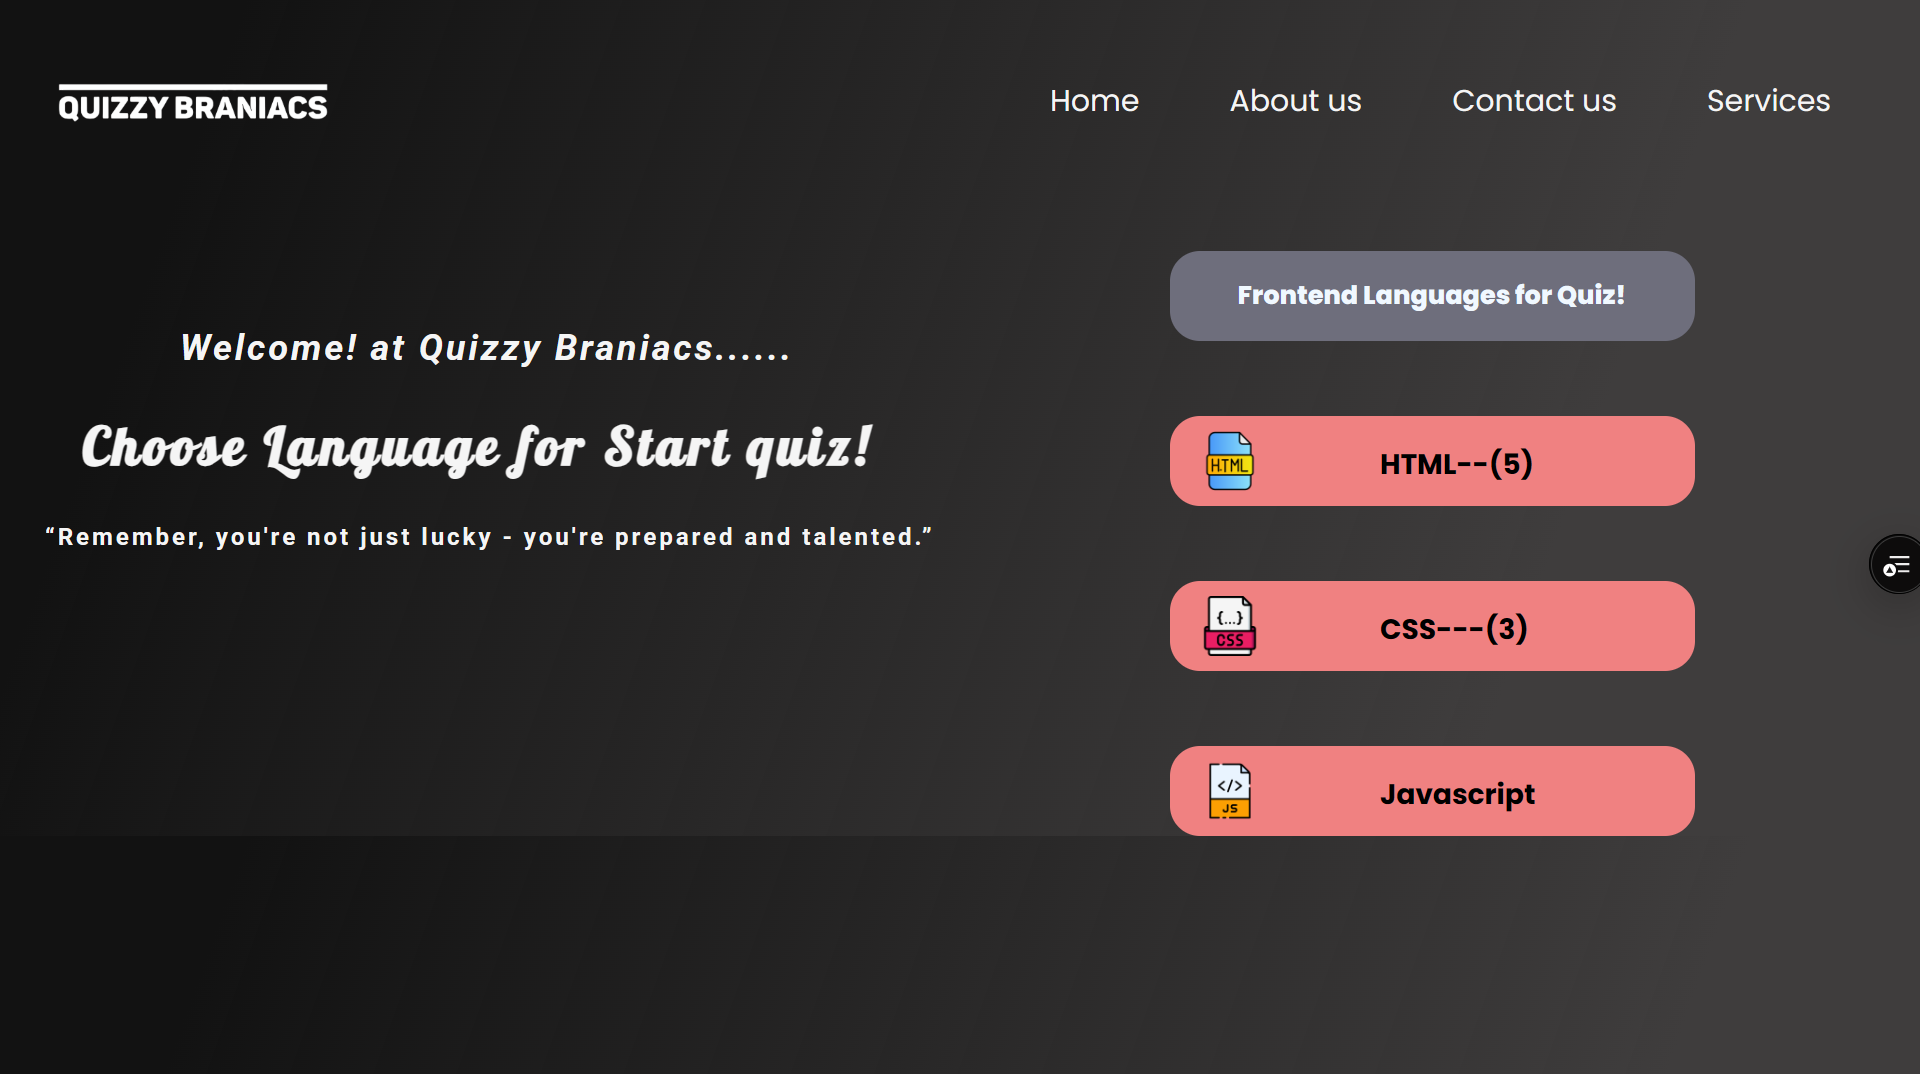 QUIZZY BRANIACS
Home
About us
Contact us
Services
Welcome! at Quizzy Braniacs......
Choose Language for Start quiz!
“Remember, you're not just lucky - you're prepared and talented.”
Frontend Languages for Quiz!
HTML
HTML--(5)
{...}
CSS
CSS---(3)
</>
JS
Javascript